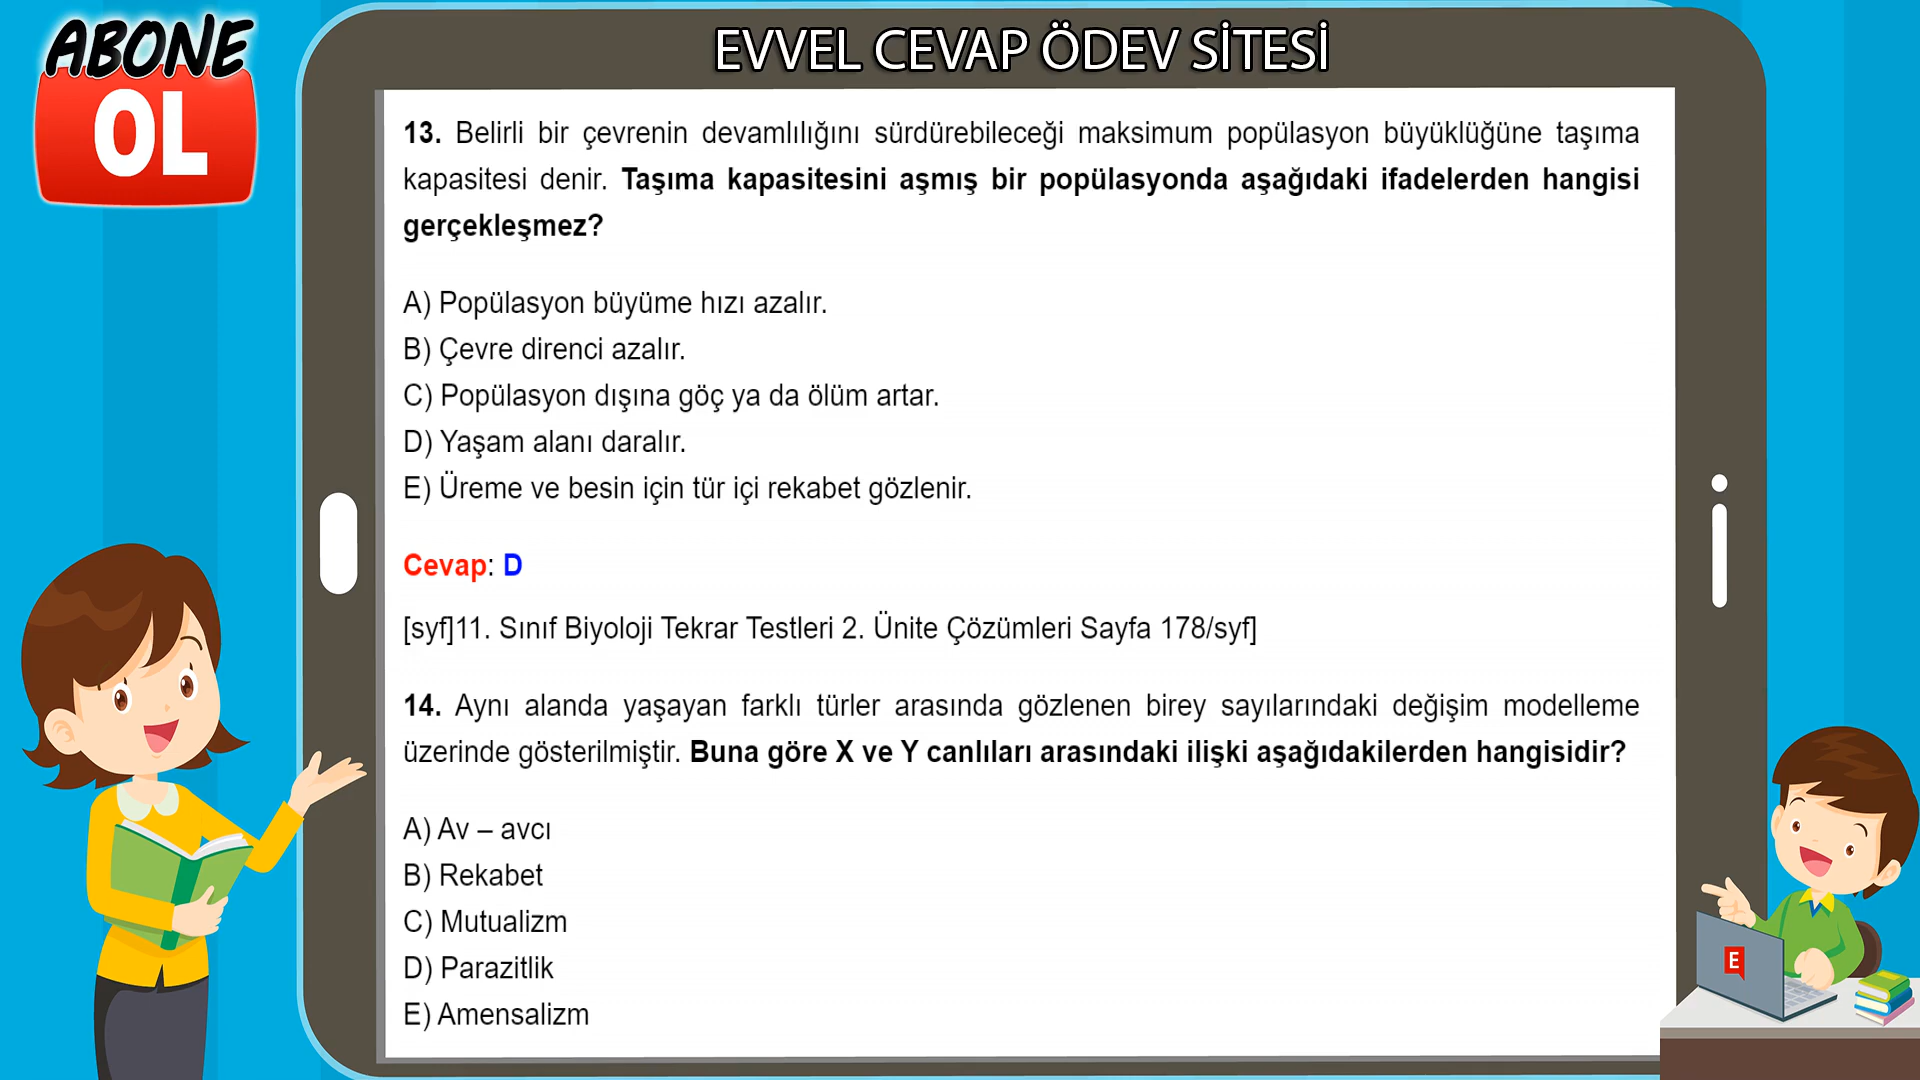 ABONE
OL
EVVEL CEVAP ÖDEV SİTESİ
13. Belirli bir çevrenin devamlılığını sürdürebileceği maksimum popülasyon büyüklüğüne taşıma
kapasitesi denir. Taşıma kapasitesini aşmış bir popülasyonda aşağıdaki ifadelerden hangisi
gerçekleşmez?
A) Popülasyon büyüme hızı azalır.
B) Çevre direnci azalır.
C) Popülasyon dışına göç ya da ölüm artar.
D) Yaşam alanı daralır.
E) Üreme ve besin için tür içi rekabet gözlenir.
Cevap: D
[syf]11. Sınıf Biyoloji Tekrar Testleri 2. Ünite Çözümleri Sayfa 178/syf]
14. Aynı alanda yaşayan farklı türler arasında gözlenen birey sayılarındaki değişim modelleme
üzerinde gösterilmiştir. Buna göre X ve Y canlıları arasındaki ilişki aşağıdakilerden hangisidir?
A) Av – avcı
B) Rekabet
C) Mutualizm
D) Parazitlik
E) Amensalizm
E